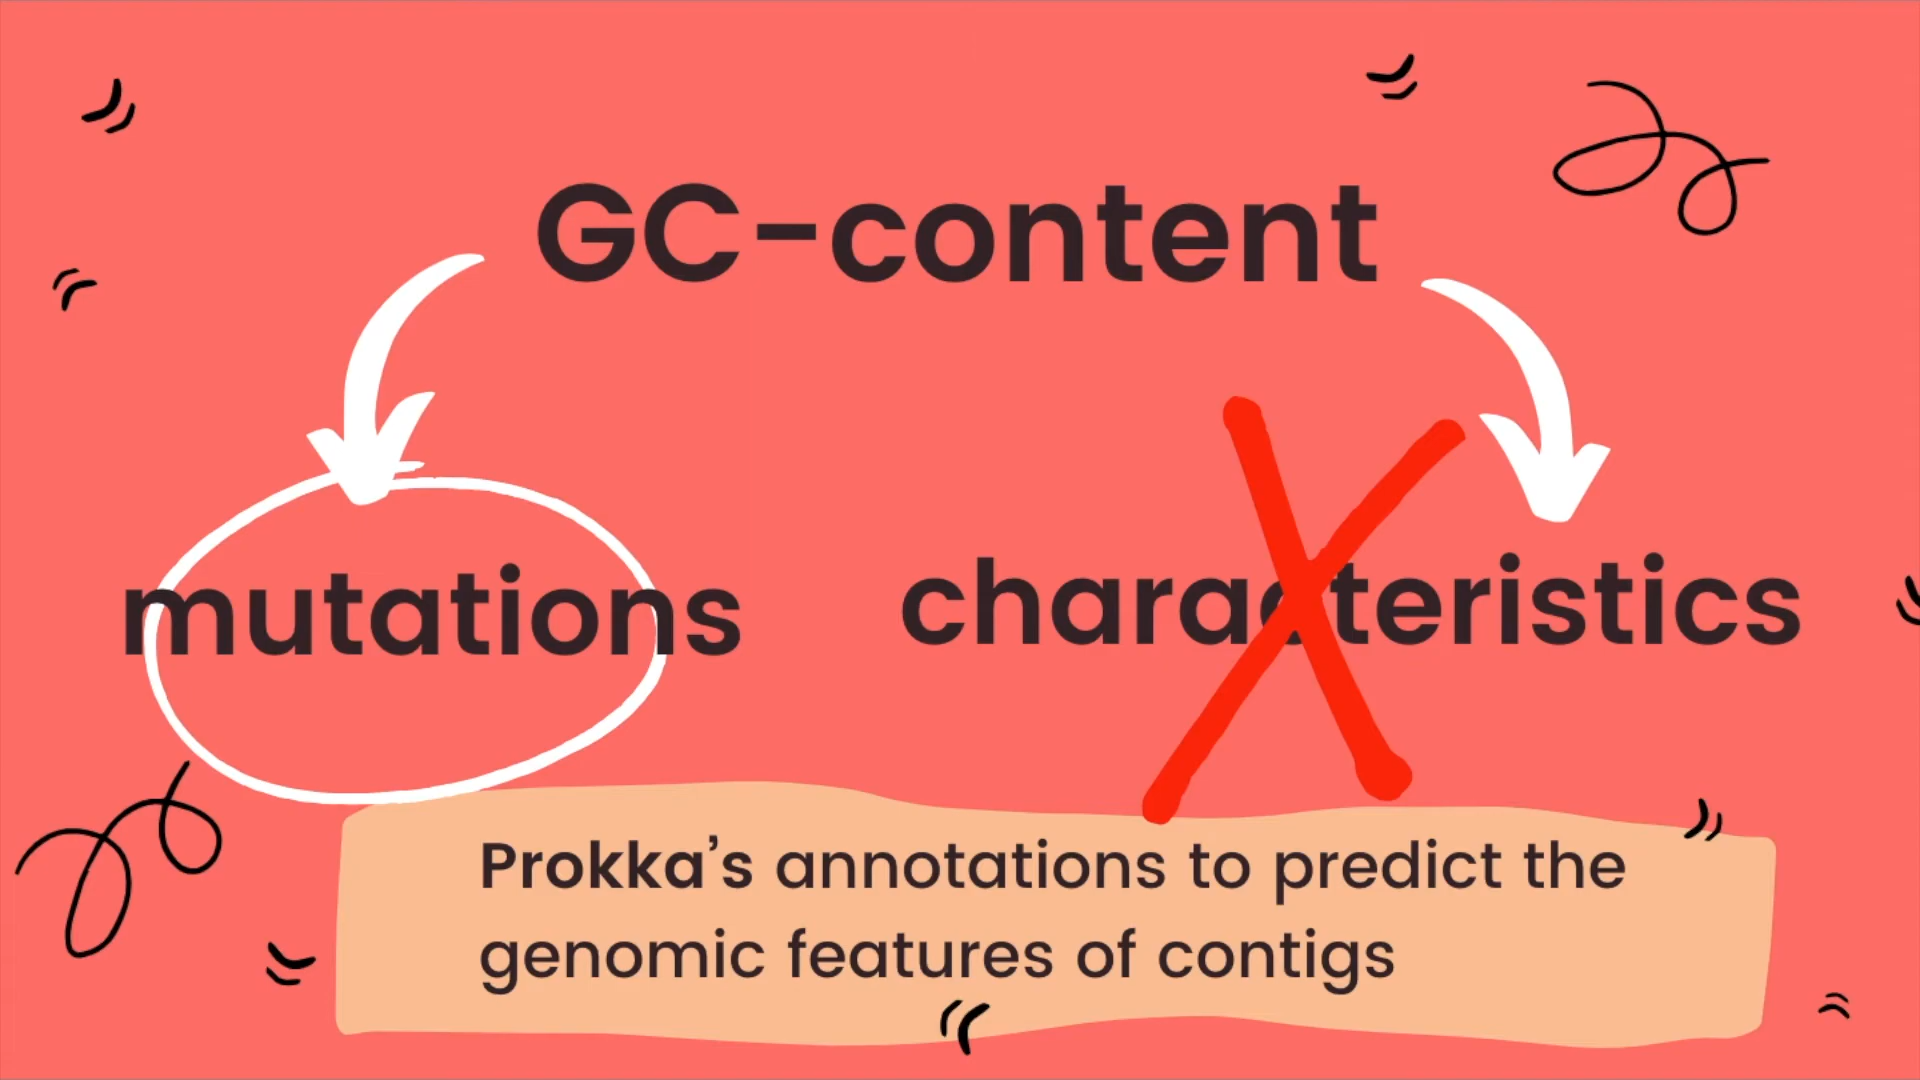 GC-content
mutations
characteristics
Prokka’s annotations to predict the
genomic features of contigs